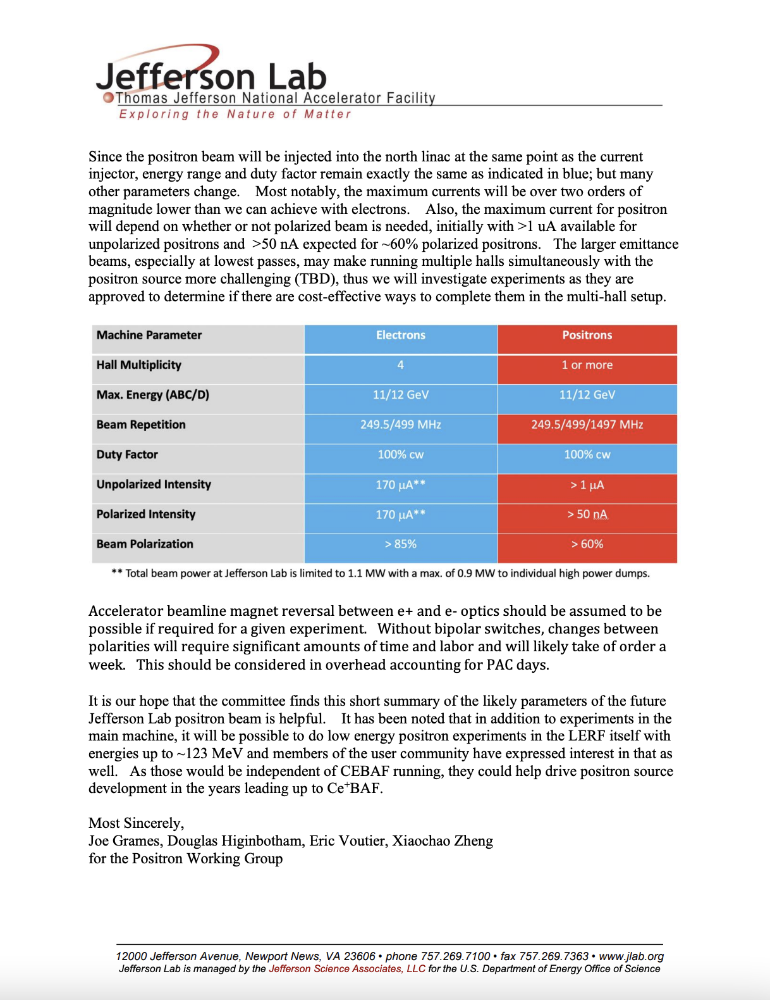 Jefferson Lab
Thomas Jefferson National Accelerator Facility
Exploring the Nature of Matter
Since the positron beam will be injected into the north linac at the same point as the current
injector, energy range and duty factor remain exactly the same as indicated in blue; but many
other parameters change. Most notably, the maximum currents will be over two orders of
magnitude lower than we can achieve with electrons. Also, the maximum current for positron
will depend on whether or not polarized beam is needed, initially with >1 uA available for
unpolarized positrons and >50 nA expected for ~60% polarized positrons. The larger emittance
beams, especially at lowest passes, may make running multiple halls simultaneously with the
positron source more challenging (TBD), thus we will investigate experiments as they are
approved to determine if there are cost-effective ways to complete them in the multi-hall setup.
Machine Parameter Electrons Positrons
Hall Multiplicity 4 1 or more
Max. Energy (ABC/D) 11/12 GeV 11/12 GeV
Beam Repetition 249.5/499 MHz 249.5/499/1497 MHz
Duty Factor 100% cw 100% cw
Unpolarized Intensity 170 µA** > 1 µA
Polarized Intensity 170 µA** > 50 nA
Beam Polarization > 85% > 60%
** Total beam power at Jefferson Lab is limited to 1.1 MW with a max. of 0.9 MW to individual high power dumps.
Accelerator beamline magnet reversal between e+ and e- optics should be assumed to be
possible if required for a given experiment. Without bipolar switches, changes between
polarities will require significant amounts of time and labor and will likely take of order a
week. This should be considered in overhead accounting for PAC days.
It is our hope that the committee finds this short summary of the likely parameters of the future
Jefferson Lab positron beam is helpful. It has been noted that in addition to experiments in the
main machine, it will be possible to do low energy positron experiments in the LERF itself with
energies up to ~123 MeV and members of the user community have expressed interest in that as
well. As those would be independent of CEBAF running, they could help drive positron source
development in the years leading up to Ce⁺BAF.
Most Sincerely,
Joe Grames, Douglas Higinbotham, Eric Voutier, Xiaochao Zheng
for the Positron Working Group
12000 Jefferson Avenue, Newport News, VA 23606 • phone 757.269.7100 • fax 757.269.7363 • www.jlab.org
Jefferson Lab is managed by the Jefferson Science Associates, LLC for the U.S. Department of Energy Office of Science